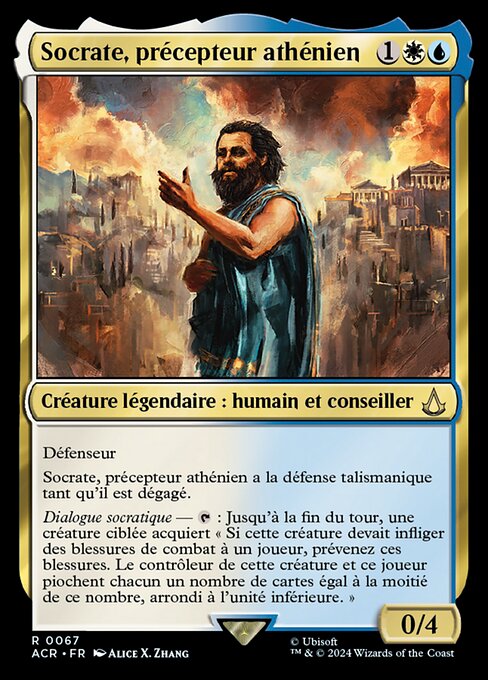 Socrate, précepteur athénien 1
Créature légendaire : humain et conseiller
Défenseur
Socrate, précepteur athénien a la défense talismanique
tant qu'il est dégagé.
Dialogue socratique — : Jusqu'à la fin du tour, une
créature ciblée acquiert « Si cette créature devait infliger
des blessures de combat à un joueur, prévenez ces
blessures. Le contrôleur de cette créature et ce joueur
piochent chacun un nombre de cartes égal à la moitié
de ce nombre, arrondi à l'unité inférieure. »
0/4
R 0067
ACR • FR Alice X. Zhang
© Ubisoft
™ & © 2024 Wizards of the Coast